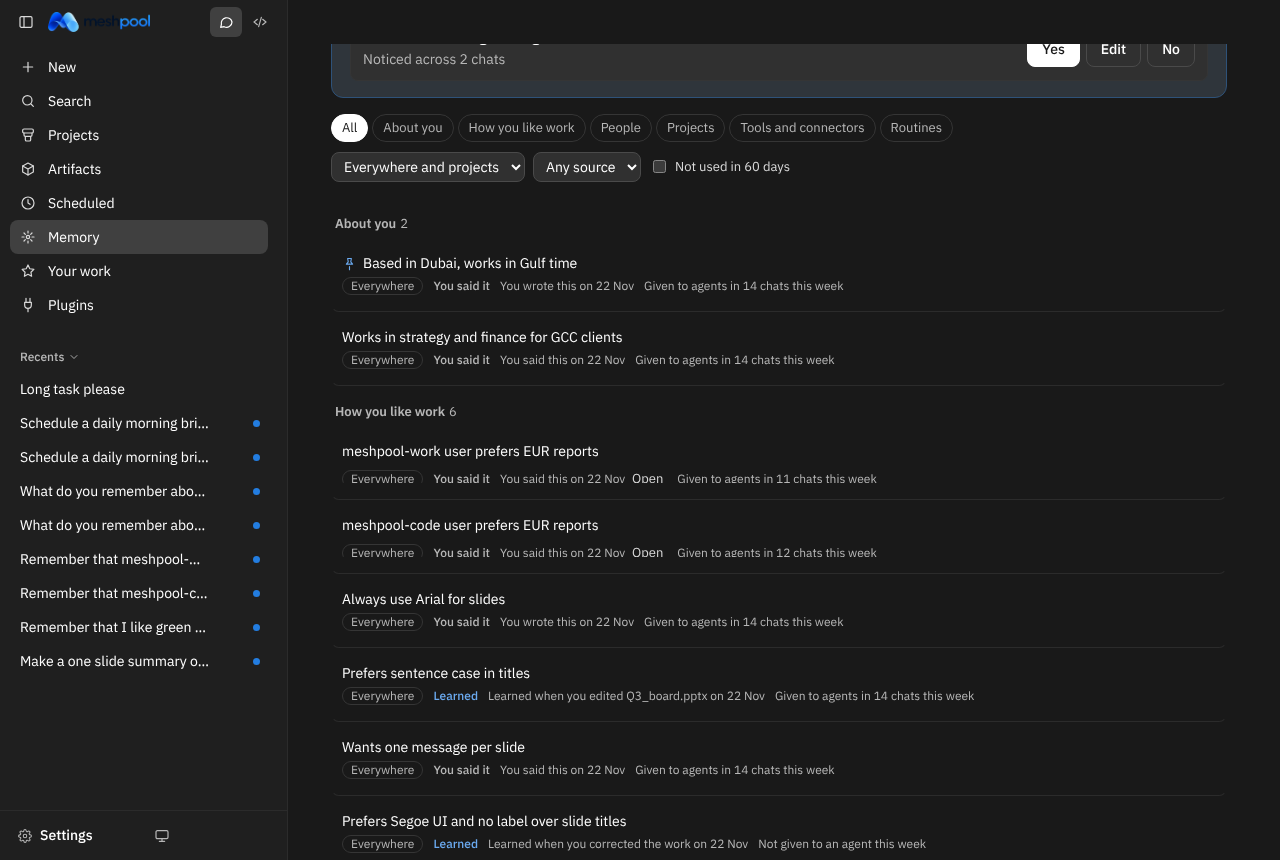 meshpool
New
Search
Projects
Artifacts
Scheduled
Memory
Your work
Plugins
Recents
Long task please
Schedule a daily morning bri...
Schedule a daily morning bri...
What do you remember abo...
What do you remember abo...
Remember that meshpool-...
Remember that meshpool-c...
Remember that I like green ...
Make a one slide summary o...
Settings
Noticed across 2 chats
Yes Edit No
All About you How you like work People Projects Tools and connectors Routines
Everywhere and projects Any source Not used in 60 days
About you 2
Based in Dubai, works in Gulf time
Everywhere You said it You wrote this on 22 Nov Given to agents in 14 chats this week
Works in strategy and finance for GCC clients
Everywhere You said it You said this on 22 Nov Given to agents in 14 chats this week
How you like work 6
meshpool-work user prefers EUR reports
Everywhere You said it You said this on 22 Nov Open Given to agents in 11 chats this week
meshpool-code user prefers EUR reports
Everywhere You said it You said this on 22 Nov Open Given to agents in 12 chats this week
Always use Arial for slides
Everywhere You said it You wrote this on 22 Nov Given to agents in 14 chats this week
Prefers sentence case in titles
Everywhere Learned Learned when you edited Q3_board.pptx on 22 Nov Given to agents in 14 chats this week
Wants one message per slide
Everywhere You said it You said this on 22 Nov Given to agents in 14 chats this week
Prefers Segoe UI and no label over slide titles
Everywhere Learned Learned when you corrected the work on 22 Nov Not given to an agent this week